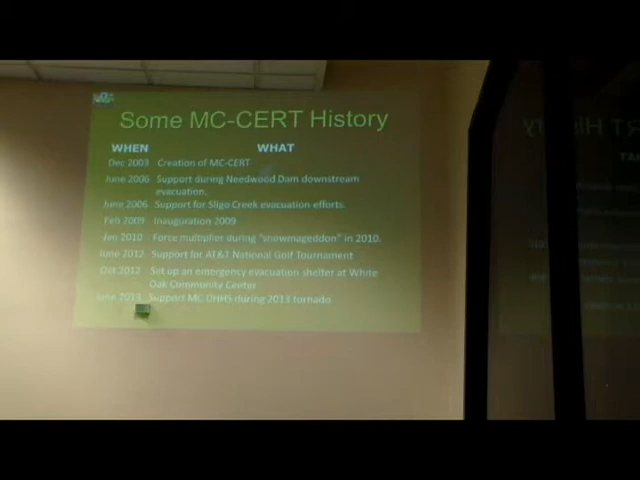 Some MC-CERT History
WHEN WHAT
Dec 2003 Creation of MC-CERT
June 2006 Support during Needwood Dam downstream
evacuation.
June 2006 Support for Sligo Creek evacuation efforts.
Feb 2009 Inauguration 2009
Jan 2010 Force multiplier during "snowmageddon" in 2010.
June 2012 Support for AT&T National Golf Tournament
Oct 2012 Set up an emergency evacuation shelter at White
Oak Community Center
June 2013 Support MC DHHS during 2013 tornado